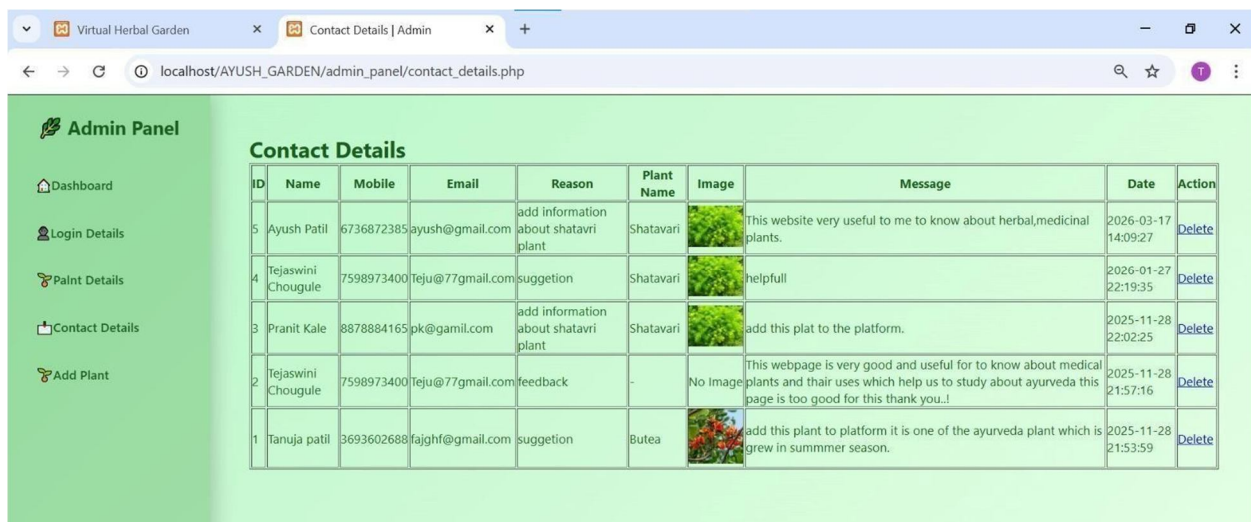 Virtual Herbal Garden
Contact Details | Admin
localhost/AYUSH_GARDEN/admin_panel/contact_details.php
T
Admin Panel
Dashboard
Login Details
Palnt Details
Contact Details
Add Plant
Contact Details
ID Name Mobile Email Reason Plant Name Image Message Date Action
5 Ayush Patil 6736872385 ayush@gmail.com add information about shatavri plant Shatavari This website very useful to me to know about herbal,medicinal plants. 2026-03-17 14:09:27 Delete
4 Tejaswini Chougule 7598973400 Teju@77gmail.com suggetion Shatavari helpfull 2026-01-27 22:19:35 Delete
3 Pranit Kale 8878884165 pk@gamil.com add information about shatavri plant Shatavari add this plat to the platform. 2025-11-28 22:02:25 Delete
2 Tejaswini Chougule 7598973400 Teju@77gmail.com feedback - No Image This webpage is very good and useful for to know about medical plants and thair uses which help us to study about ayurveda this page is too good for this thank you..! 2025-11-28 21:57:16 Delete
1 Tanuja patil 3693602688 fajghf@gmail.com suggetion Butea add this plant to platform it is one of the ayurveda plant which is grew in summmer season. 2025-11-28 21:53:59 Delete